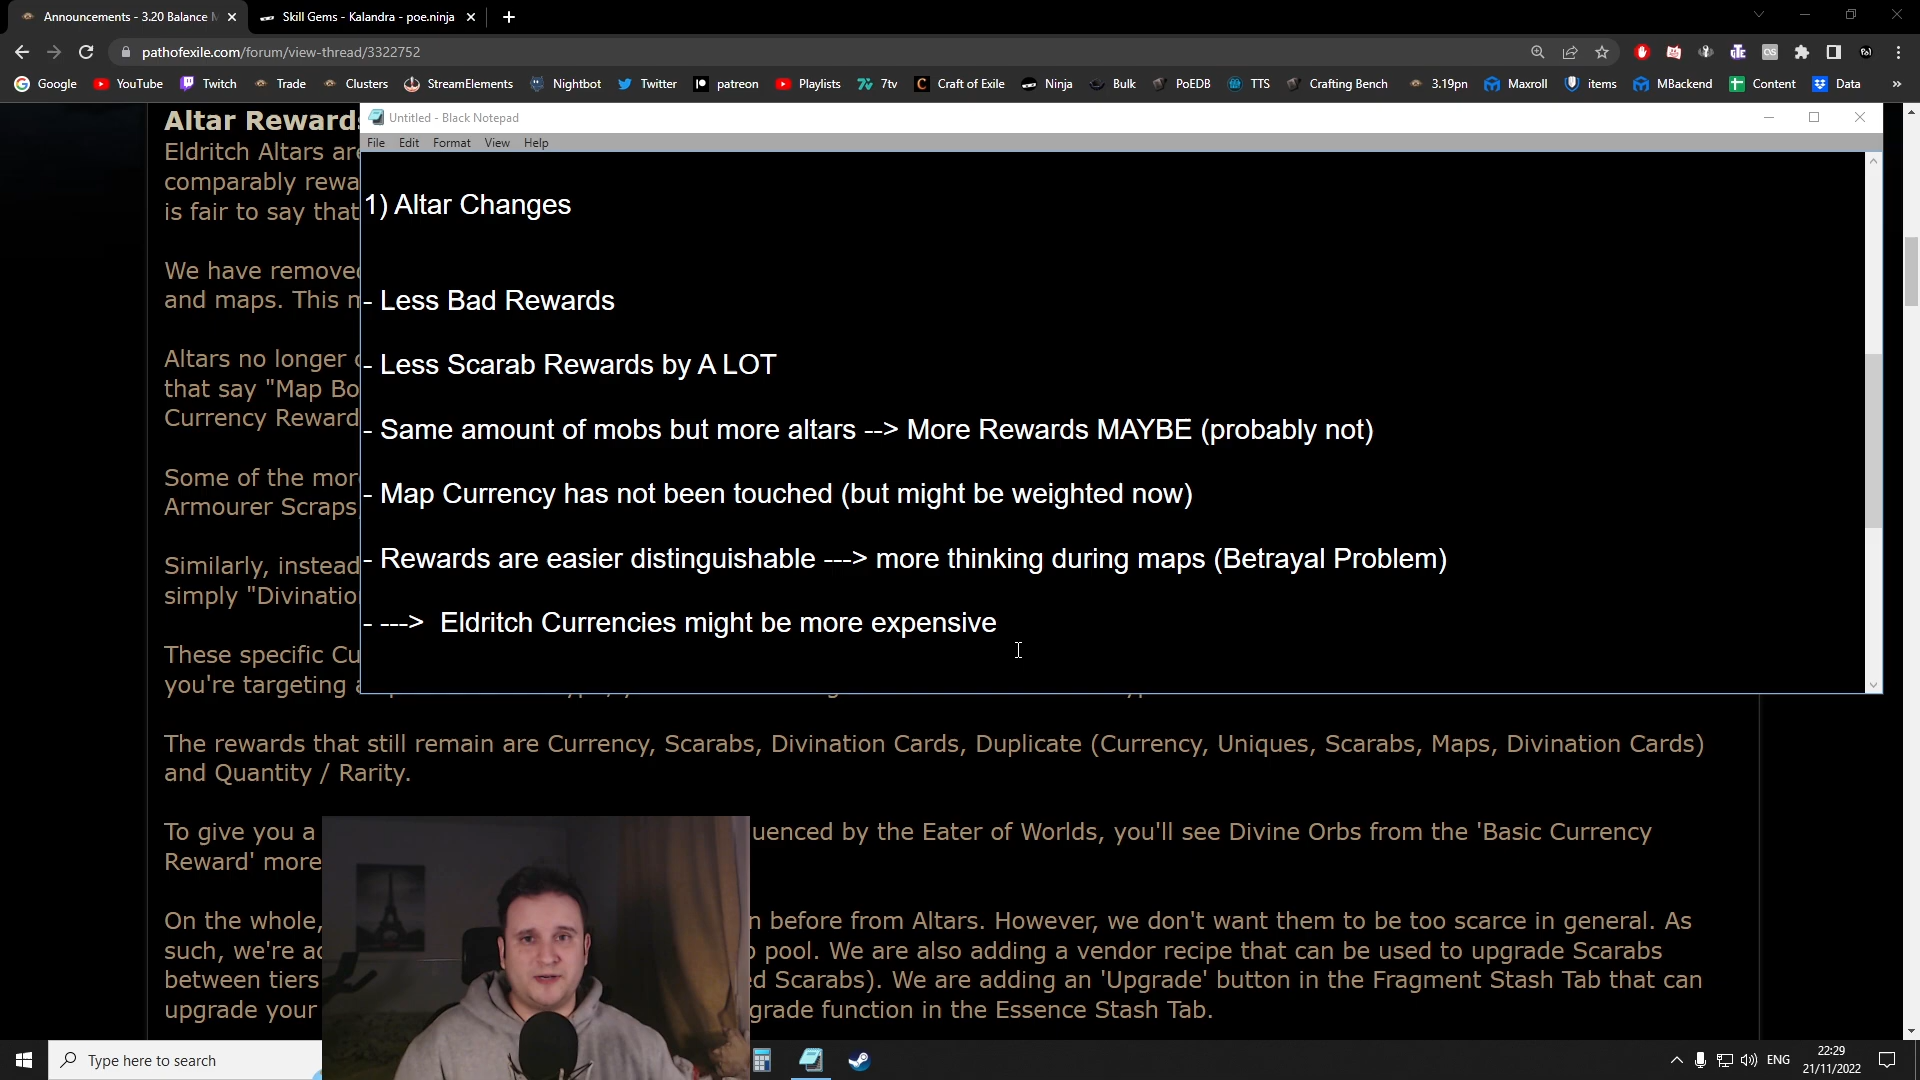 Announcements - 3.20 Balance M
Skill Gems - Kalandra - poe.ninja
pathofexile.com/forum/view-thread/3322752
Google YouTube Twitch Trade Clusters StreamElements Nightbot Twitter patreon Playlists 7tv Craft of Exile Ninja Bulk PoEDB TTS Crafting Bench 3.19pn Maxroll items MBackend Content Data »
Altar Rewards
Eldritch Altars are
comparably rewa
is fair to say that
We have removed
and maps. This m
Altars no longer
that say "Map Bo
Currency Reward
Some of the mor
Armourer Scraps,
Similarly, instead
simply "Divination
These specific Cu
you're targeting
Untitled - Black Notepad
File Edit Format View Help
1) Altar Changes
- Less Bad Rewards
- Less Scarab Rewards by A LOT
- Same amount of mobs but more altars --> More Rewards MAYBE (probably not)
- Map Currency has not been touched (but might be weighted now)
- Rewards are easier distinguishable ---> more thinking during maps (Betrayal Problem)
- ---> Eldritch Currencies might be more expensive
The rewards that still remain are Currency, Scarabs, Divination Cards, Duplicate (Currency, Uniques, Scarabs, Maps, Divination Cards)
and Quantity / Rarity.
To give you a uenced by the Eater of Worlds, you'll see Divine Orbs from the 'Basic Currency
Reward' more
On the whole, n before from Altars. However, we don't want them to be too scarce in general. As
such, we're ad pool. We are also adding a vendor recipe that can be used to upgrade Scarabs
between tiers ed Scarabs). We are adding an 'Upgrade' button in the Fragment Stash Tab that can
upgrade your grade function in the Essence Stash Tab.
Type here to search
ENG
22:29
21/11/2022